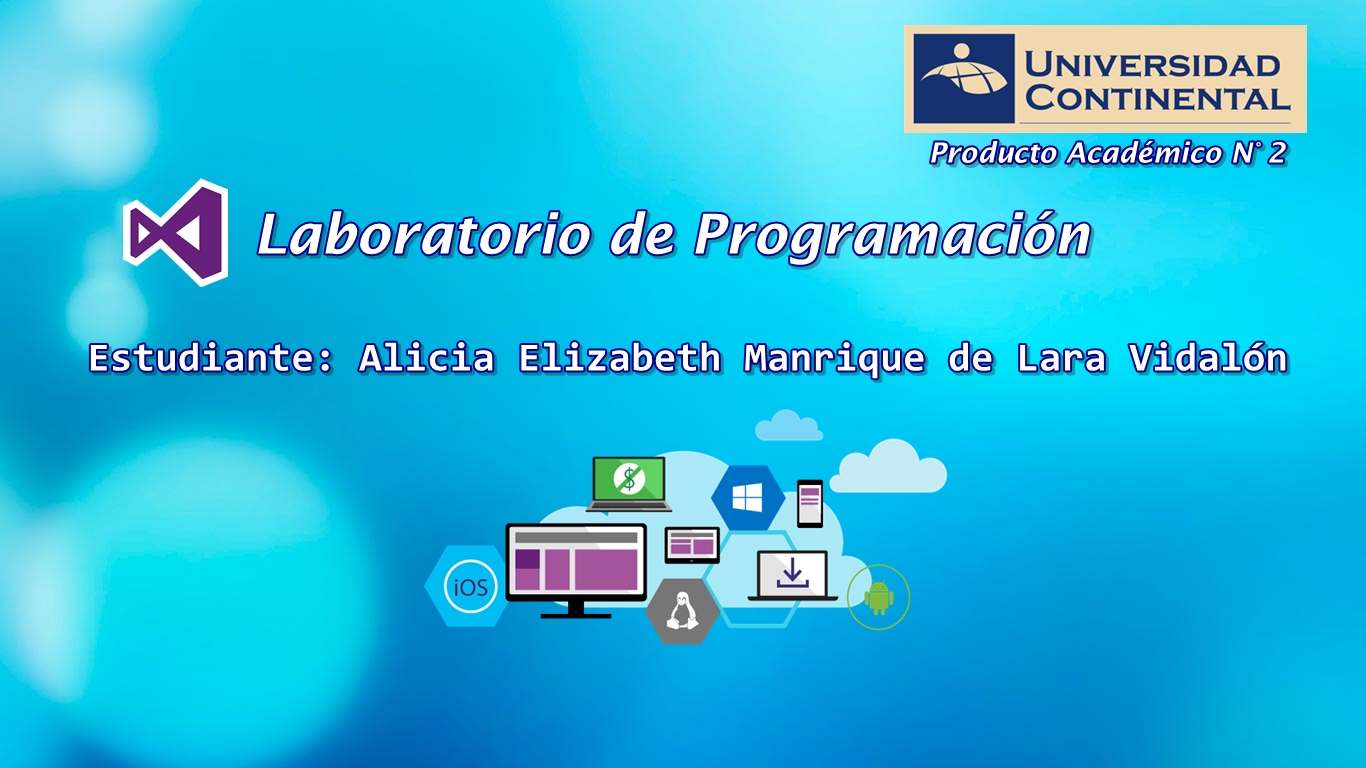 UNIVERSIDAD
CONTINENTAL
Producto Académico N° 2
Laboratorio de Programación
Estudiante: Alicia Elizabeth Manrique de Lara Vidalón
$
iOS